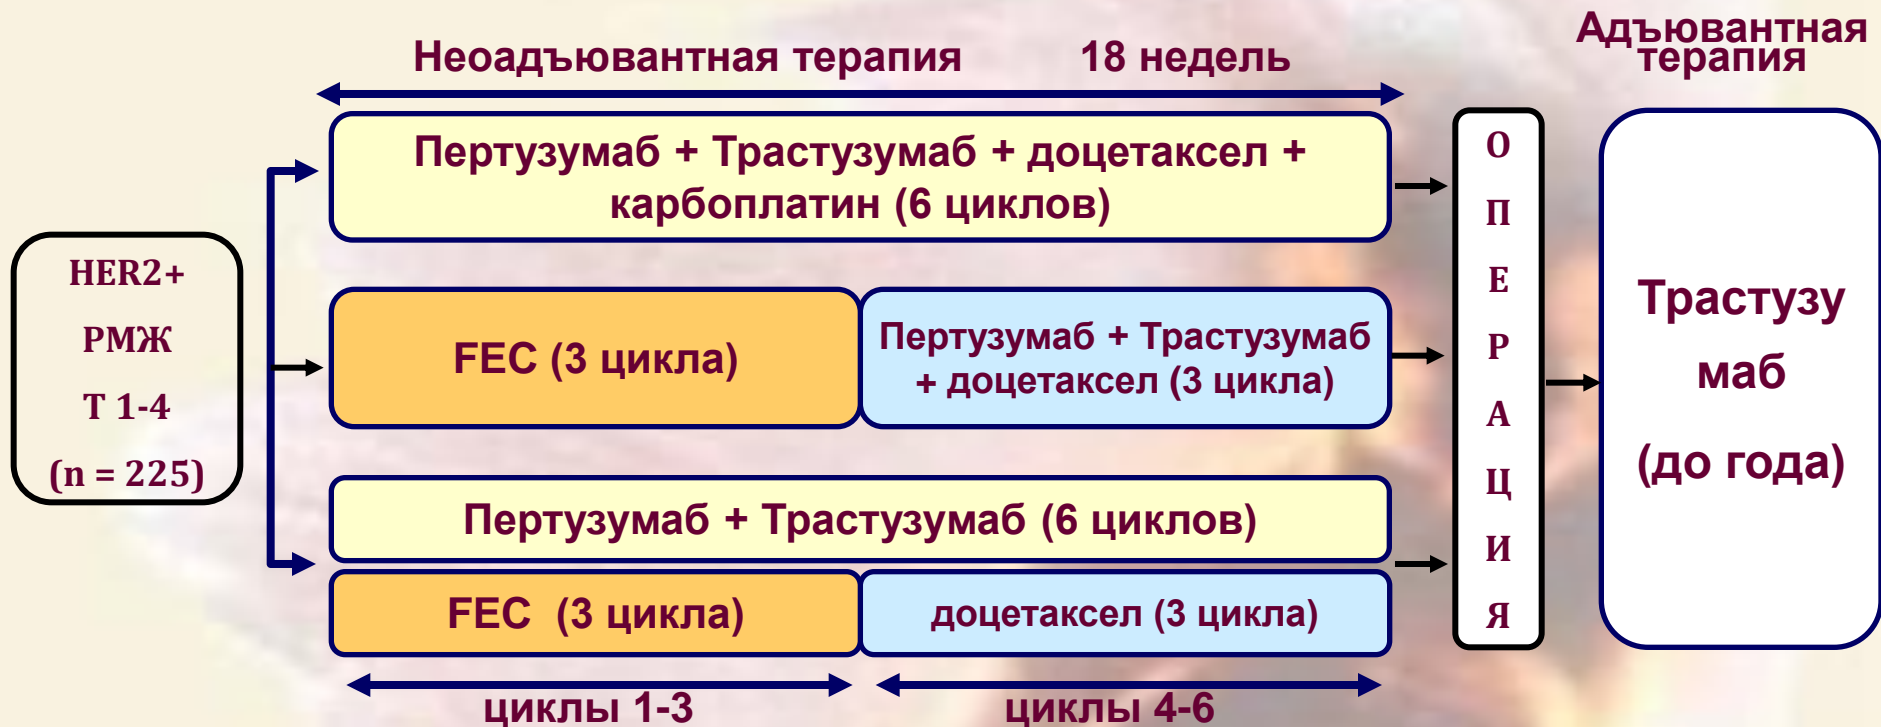 Неоадъювантная терапия 18 недель
Адъювантная
терапия
HER2+
РМЖ
Т 1-4
(n = 225)
Пертузумаб + Трастузумаб + доцетаксел +
карбоплатин (6 циклов)
FEC (3 цикла)
Пертузумаб + Трастузумаб
+ доцетаксел (3 цикла)
Пертузумаб + Трастузумаб (6 циклов)
FEC (3 цикла)
доцетаксел (3 цикла)
О
П
Е
Р
А
Ц
И
Я
Трастузу
маб
(до года)
циклы 1-3
циклы 4-6